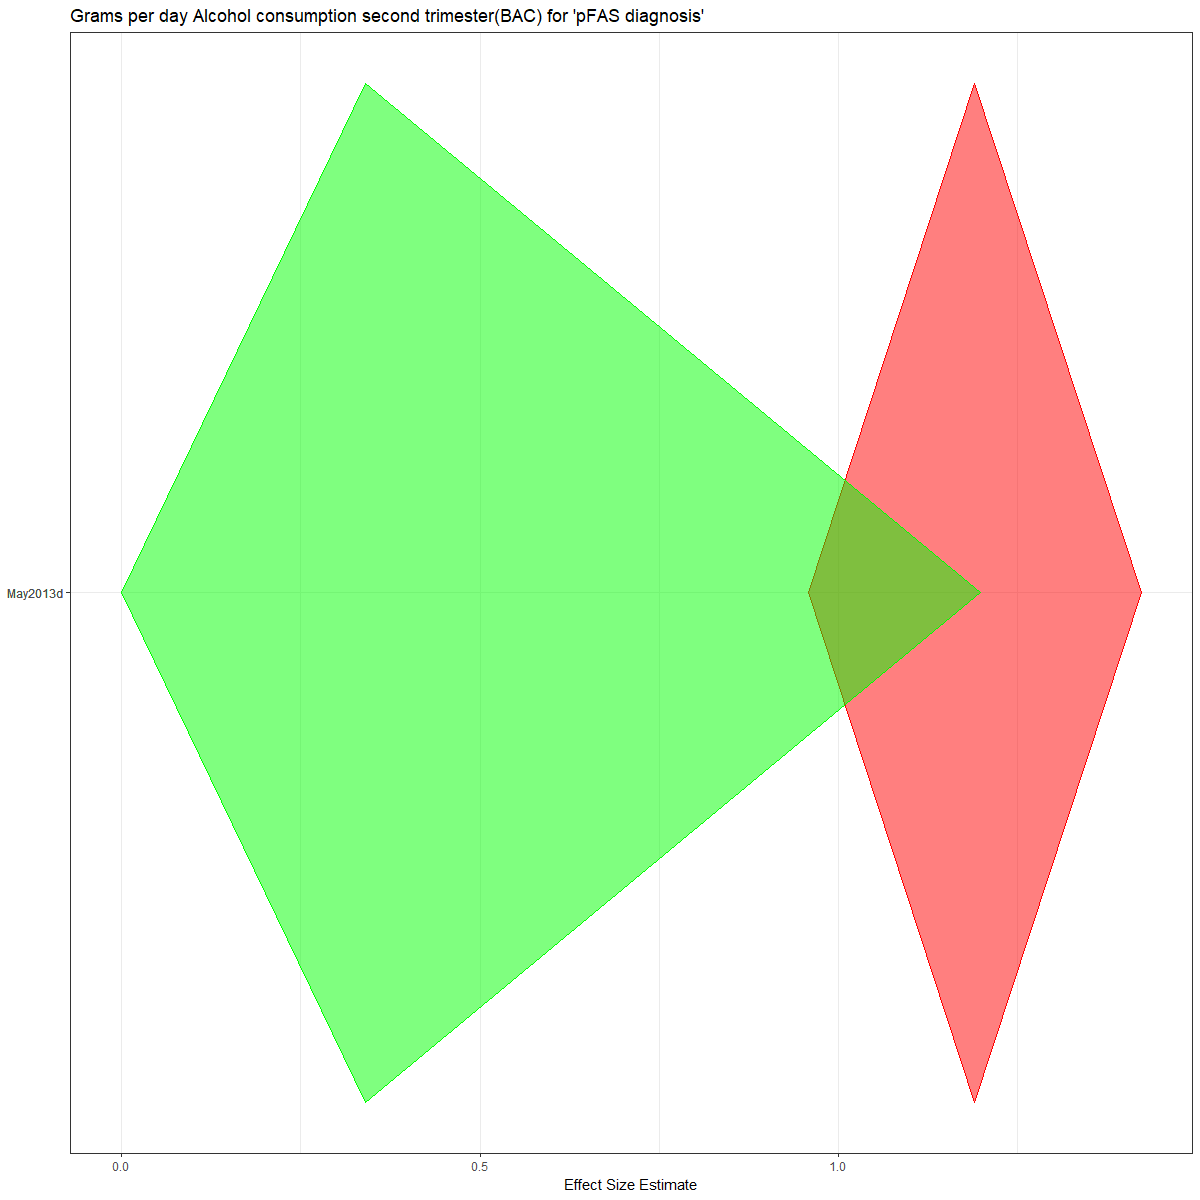 Grams per day Alcohol consumption second trimester(BAC) for 'pFAS diagnosis'
May2013d
0.0 0.5 1.0
Effect Size Estimate